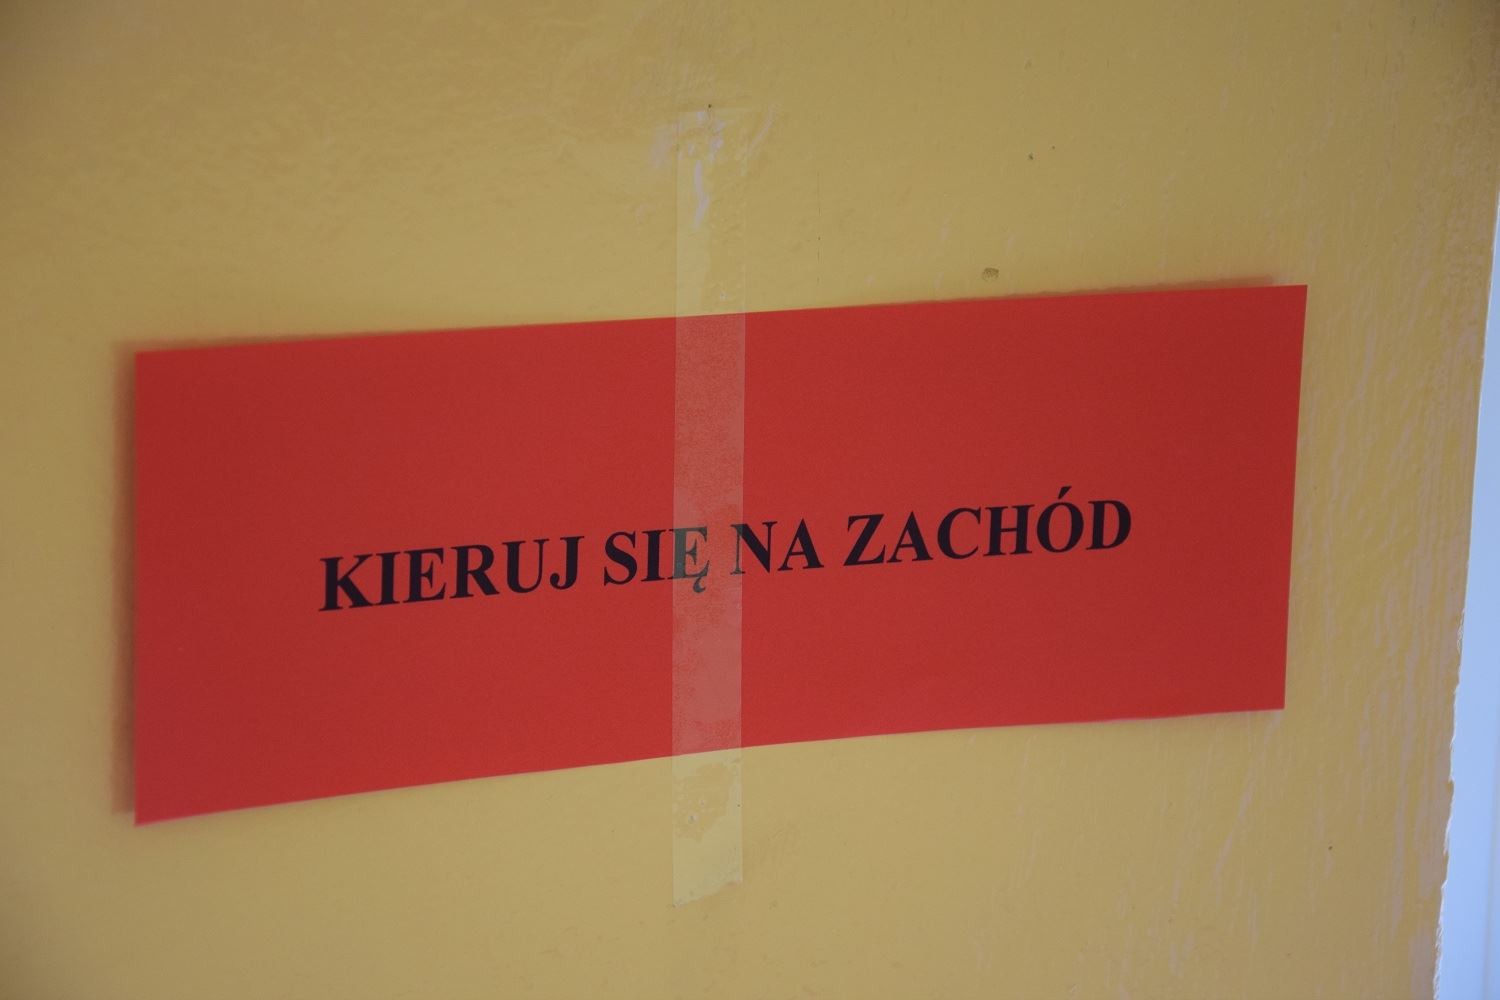 KIERUJ SIĘ NA ZACHÓD